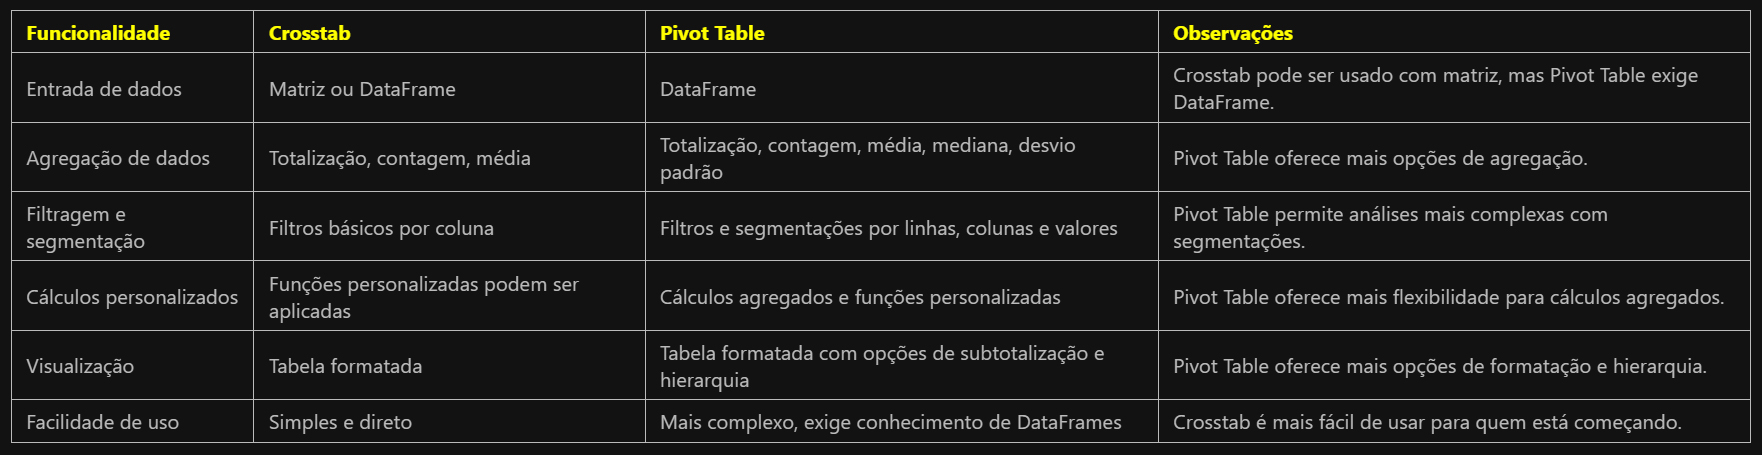 Funcionalidade
Crosstab
Pivot Table
Observações
Entrada de dados
Matriz ou DataFrame
DataFrame
Crosstab pode ser usado com matriz, mas Pivot Table exige
DataFrame.
Agregação de dados
Totalização, contagem, média
Totalização, contagem, média, mediana, desvio
padrão
Pivot Table oferece mais opções de agregação.
Filtragem e
segmentação
Filtros básicos por coluna
Filtros e segmentações por linhas, colunas e valores
Pivot Table permite análises mais complexas com
segmentações.
Cálculos personalizados
Funções personalizadas podem ser
aplicadas
Cálculos agregados e funções personalizadas
Pivot Table oferece mais flexibilidade para cálculos agregados.
Visualização
Tabela formatada
Tabela formatada com opções de subtotalização e
hierarquia
Pivot Table oferece mais opções de formatação e hierarquia.
Facilidade de uso
Simples e direto
Mais complexo, exige conhecimento de DataFrames
Crosstab é mais fácil de usar para quem está começando.